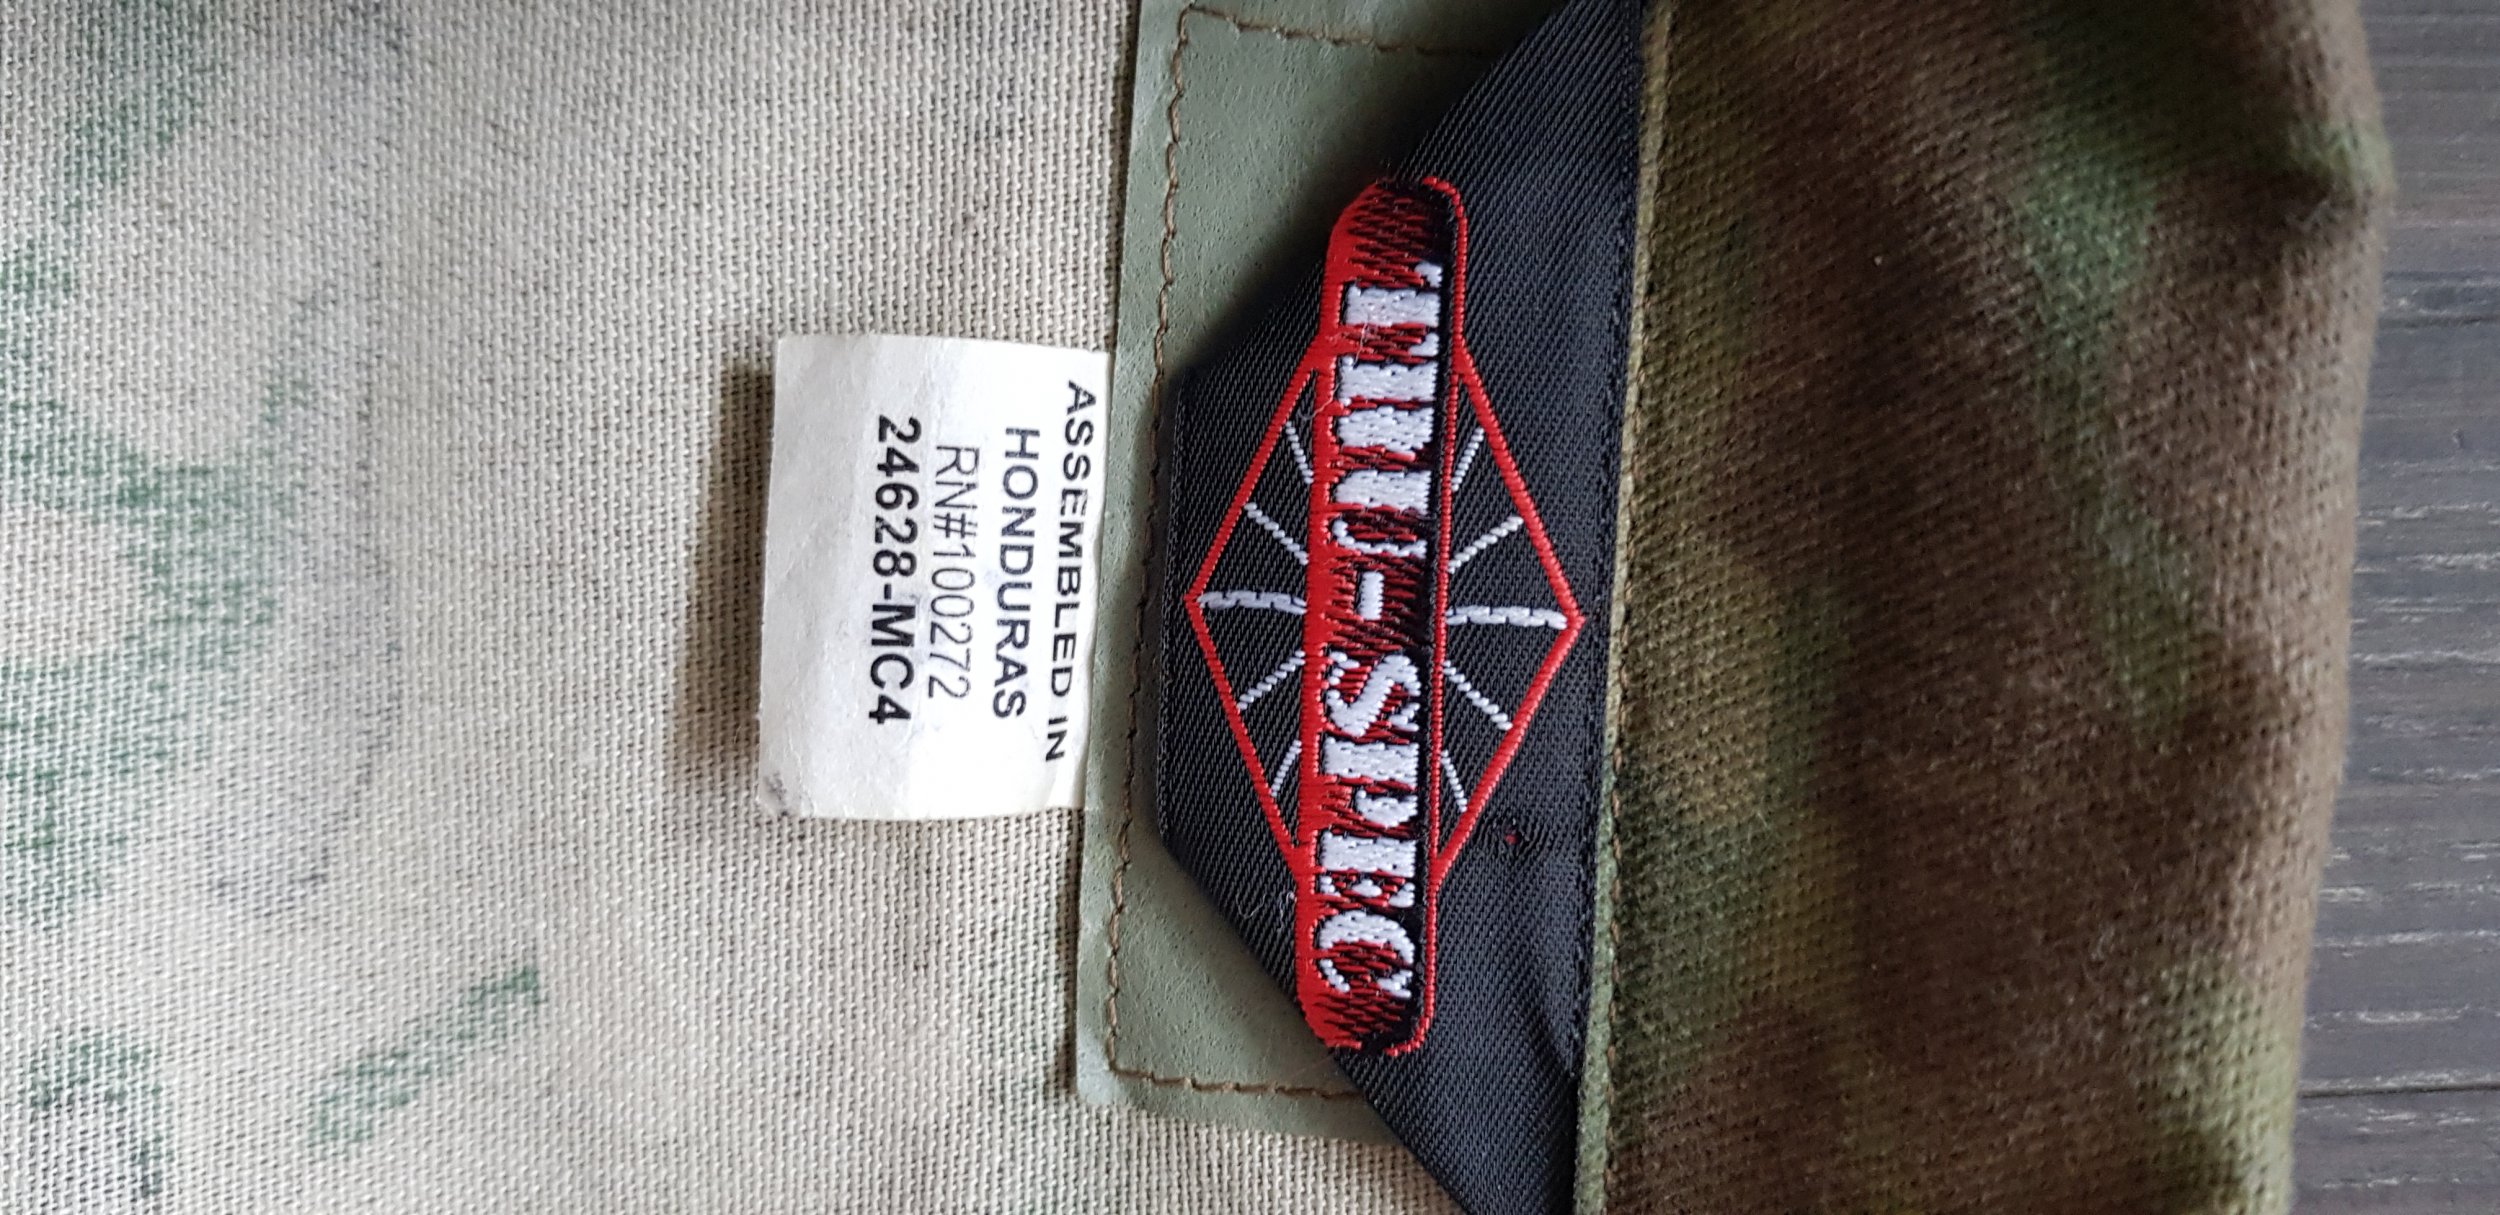 TRU-SPEC
ASSEMBLED IN
HONDURAS
RN#100272
24628-MC4